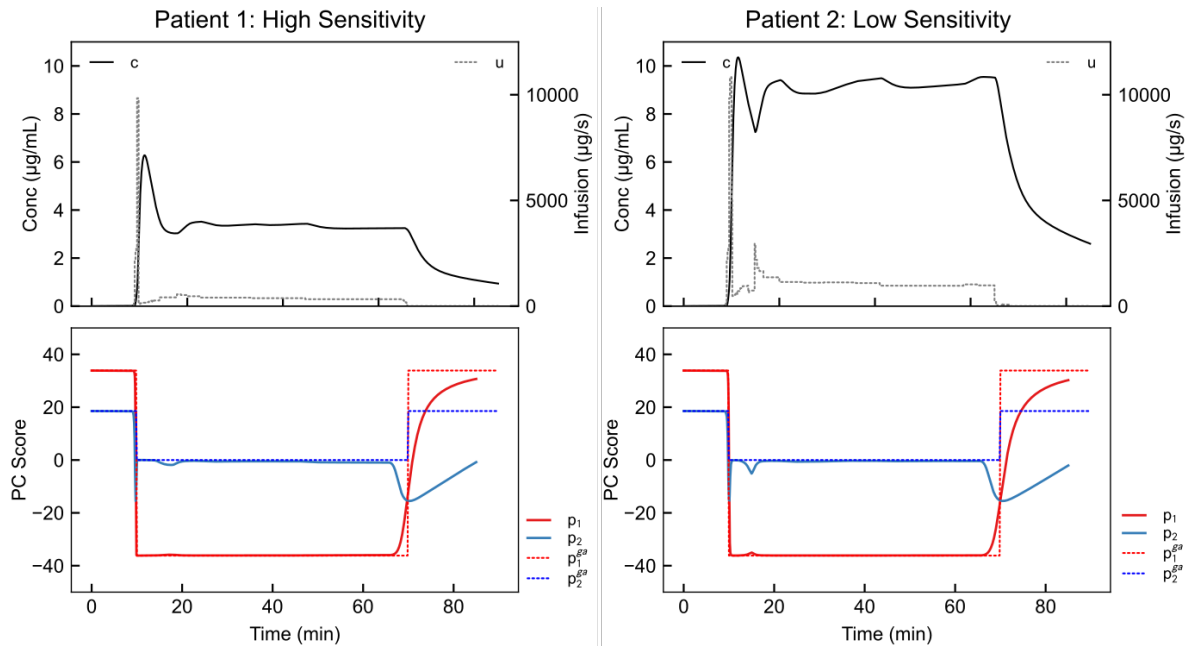 Patient 1: High Sensitivity
c
u
Conc (µg/mL)
10
8
6
4
2
0
Infusion (µg/s)
10000
5000
0
PC Score
40
20
0
−20
−40
0 20 40 60 80
Time (min)
p1
p2
p1ga
p2ga
Patient 2: Low Sensitivity
c
u
Conc (µg/mL)
10
8
6
4
2
0
Infusion (µg/s)
10000
5000
0
PC Score
40
20
0
−20
−40
0 20 40 60 80
Time (min)
p1
p2
p1ga
p2ga